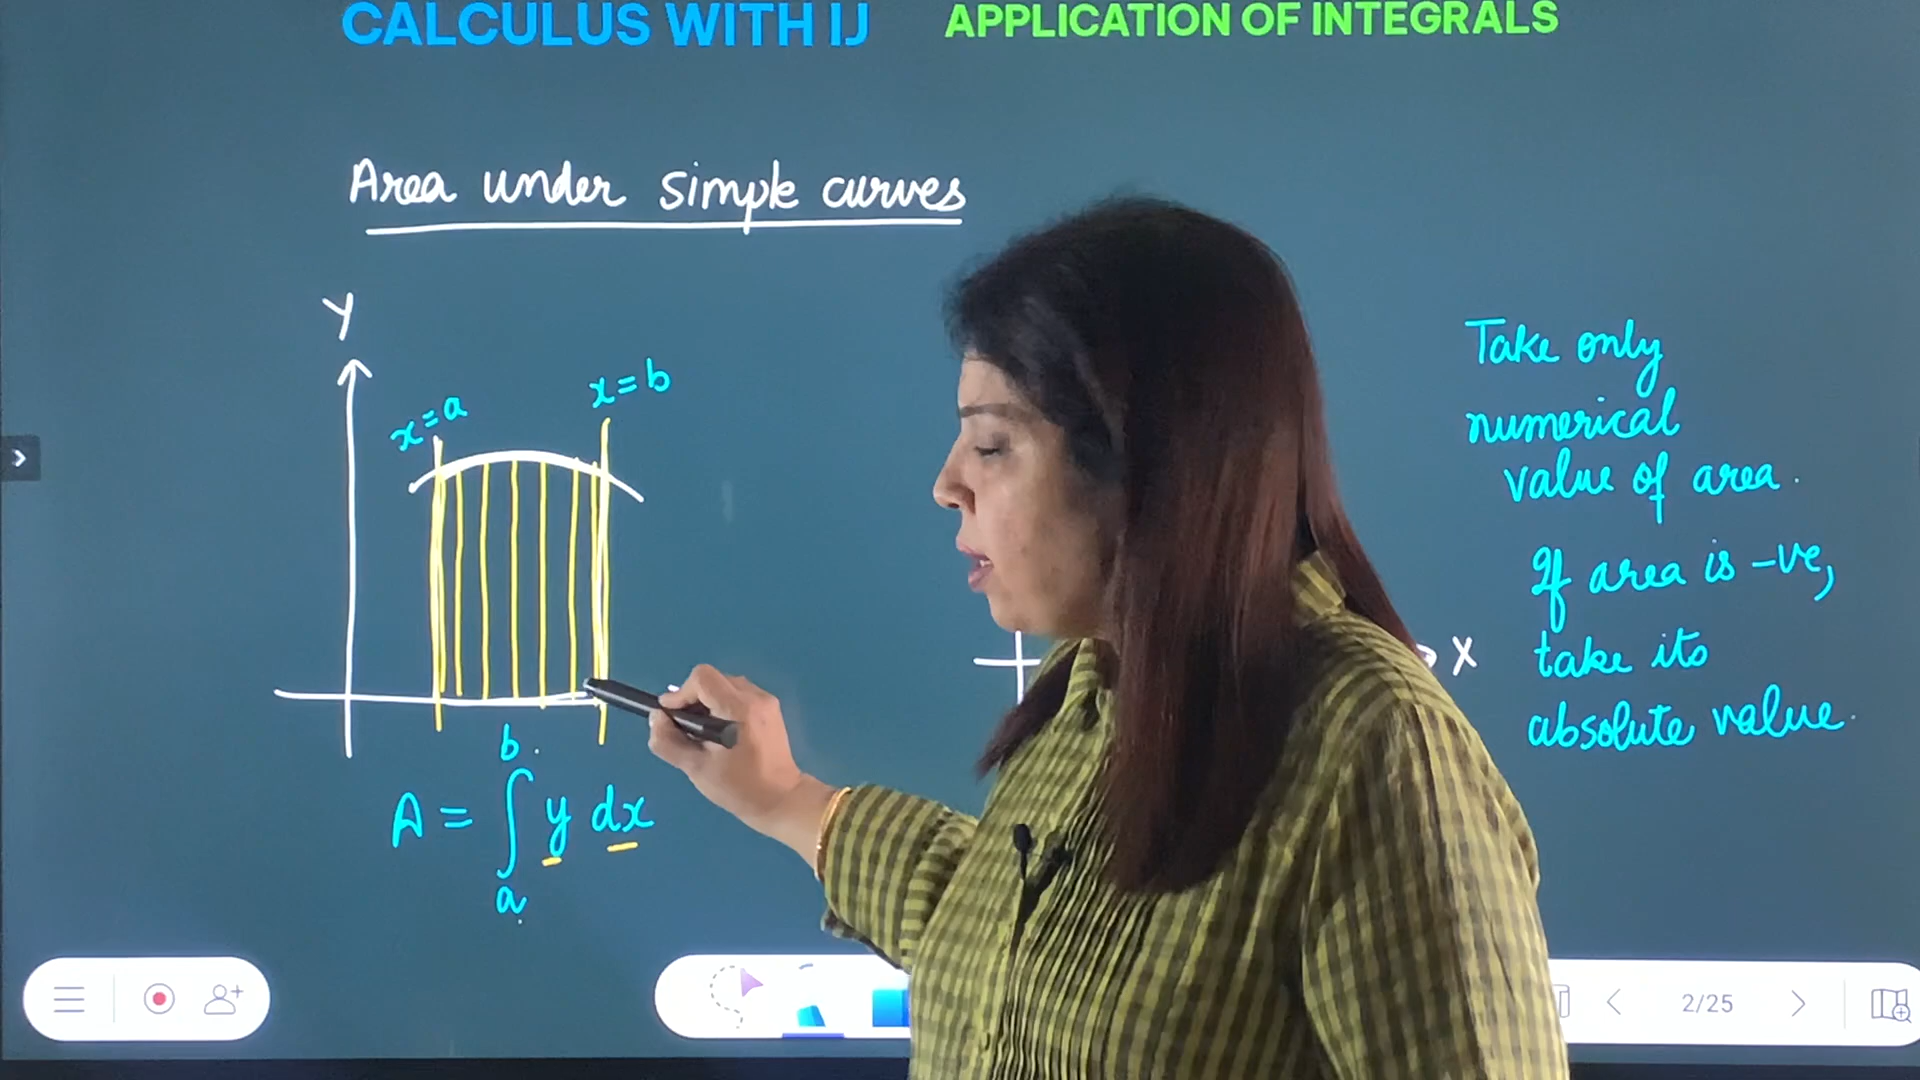 CALCULUS WITH IJ APPLICATION OF INTEGRALS
Area under simple curves
Y
x=a
x=b
b
A = ∫ y dx
a
X
Take only
numerical
value of area.
If area is -ve,
take its
absolute value.
2/25